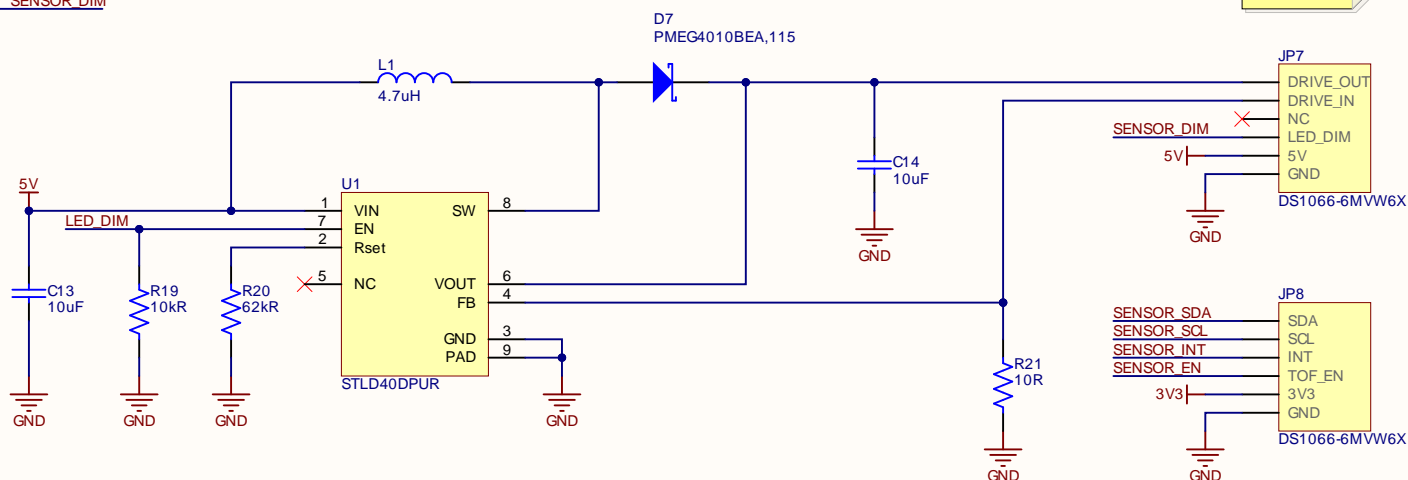 SENSOR_DIM
D7
PMEG4010BEA,115
L1
4.7uH
JP7
DRIVE_OUT
DRIVE_IN
NC
SENSOR_DIM
LED_DIM
5V
5V
GND
DS1066-6MVW6X
GND
C14
10uF
GND
5V
U1
1
VIN
SW
8
LED_DIM
7
EN
2
Rset
5
NC
VOUT
6
FB
4
GND
3
PAD
9
STLD40DPUR
C13
10uF
R19
10kR
R20
62kR
GND
GND
GND
GND
R21
10R
GND
JP8
SENSOR_SDA
SDA
SENSOR_SCL
SCL
SENSOR_INT
INT
SENSOR_EN
TOF_EN
3V3
3V3
GND
DS1066-6MVW6X
GND